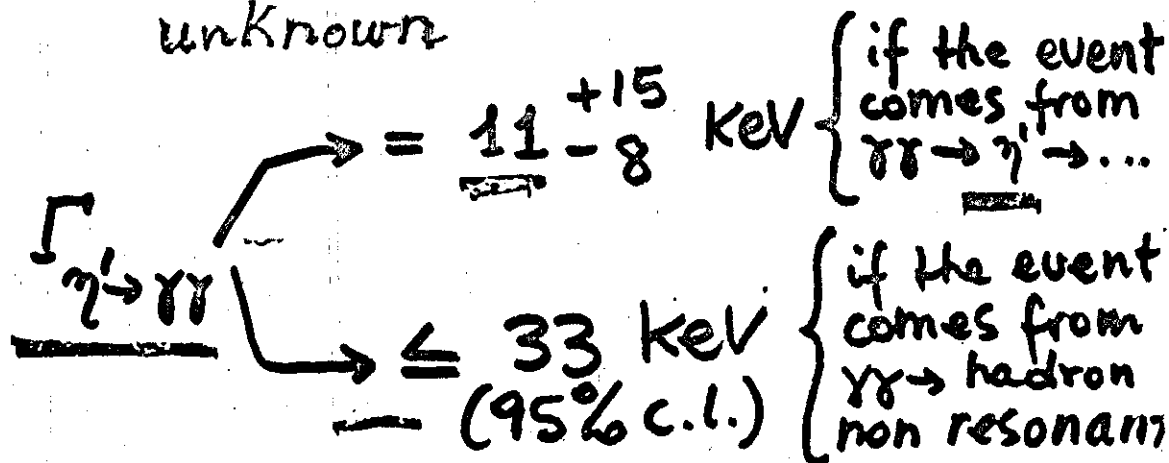 unknown
Γη'→γγ
= 11 +15 -8 KeV
if the event
comes from
γγ → η' → ...
≤ 33 KeV
(95% c.l.)
if the event
comes from
γγ → hadron
non resonan